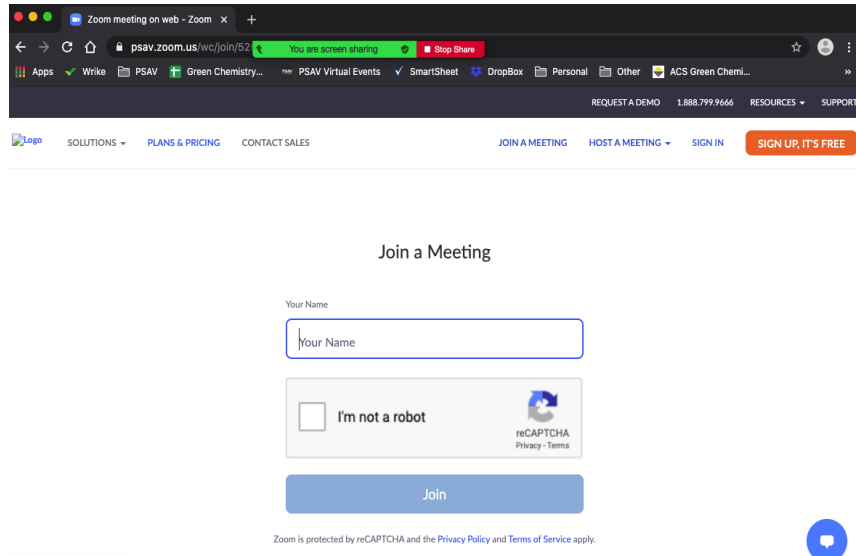 Zoom meeting on web - Zoom
psav.zoom.us/wc/join/52
You are screen sharing
Stop Share
Apps Wrike PSAV Green Chemistry... PSAV Virtual Events SmartSheet DropBox Personal Other ACS Green Chemi... »
REQUEST A DEMO 1.888.799.9666 RESOURCES SUPPORT
Logo SOLUTIONS PLANS & PRICING CONTACT SALES JOIN A MEETING HOST A MEETING SIGN IN SIGN UP, IT'S FREE
Join a Meeting
Your Name
Your Name
I'm not a robot
reCAPTCHA
Privacy - Terms
Join
Zoom is protected by reCAPTCHA and the Privacy Policy and Terms of Service apply.